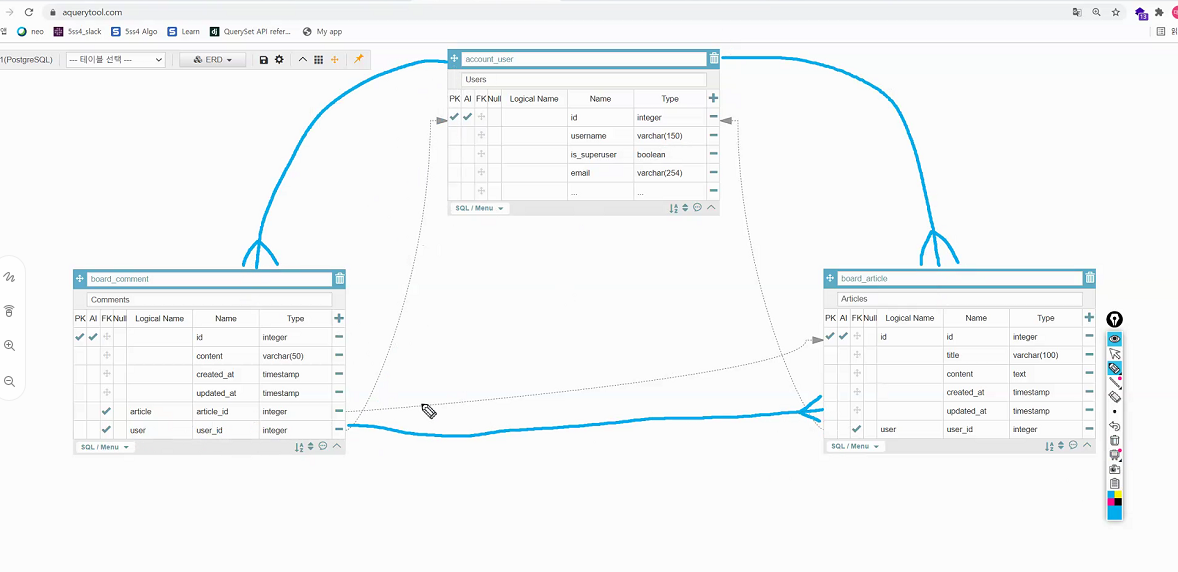 aquerytool.com
neo 5ss4_slack 5ss4 Algo Learn QuerySet API refer... My app
1(PostgreSQL) --- 테이블 선택 --- ERD
account_user
Users
PK AI FK Null Logical Name Name Type
id integer
username varchar(150)
is_superuser boolean
email varchar(254)
... ...
SQL / Menu
board_comment
Comments
PK AI FK Null Logical Name Name Type
id integer
content varchar(50)
created_at timestamp
updated_at timestamp
article article_id integer
user user_id integer
SQL / Menu
board_article
Articles
PK AI FK Null Logical Name Name Type
id id integer
title varchar(100)
content text
created_at timestamp
updated_at timestamp
user user_id integer
SQL / Menu
13